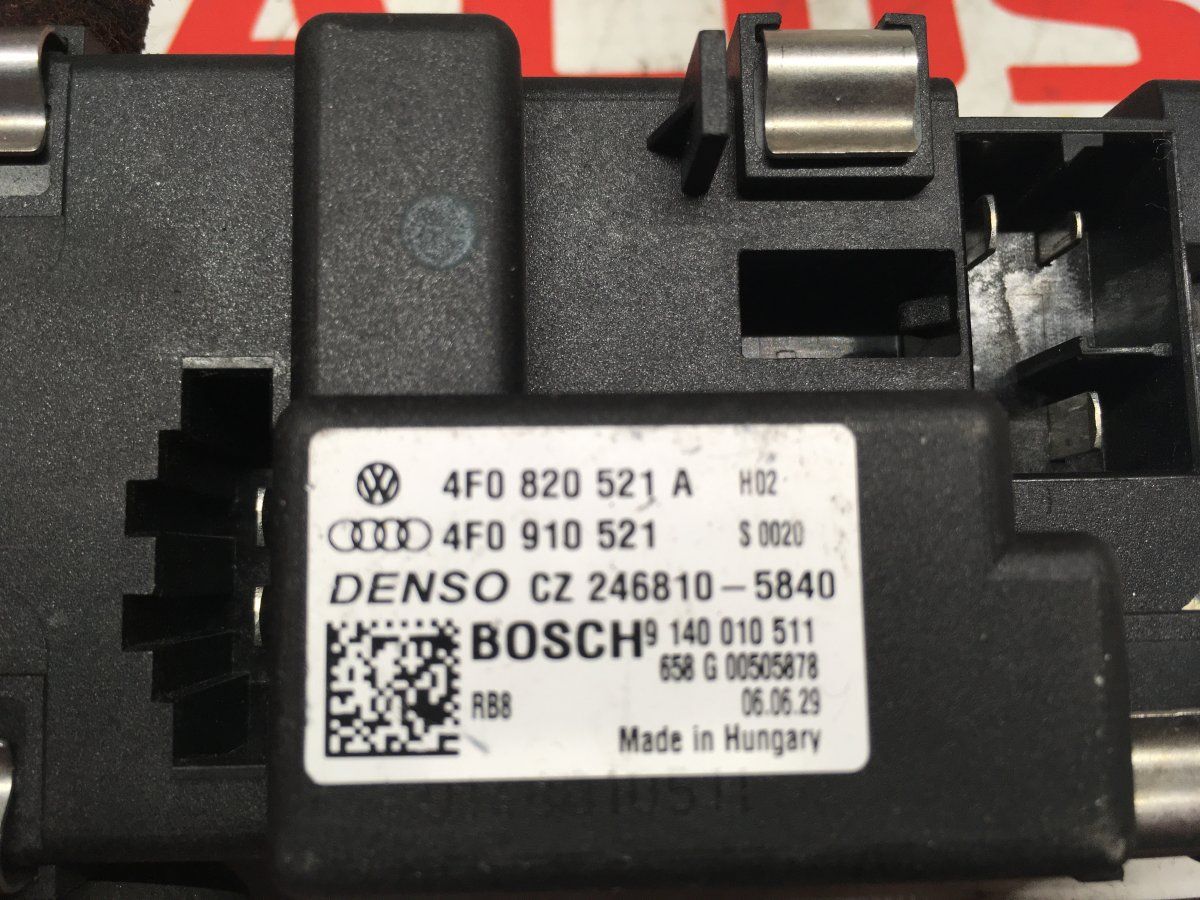 4F0 820 521 A H02
4F0 910 521 S 0020
DENSO CZ 246810-5840
BOSCH 9 140 010 511
658 G 00505878
RB8 06.06.29
Made in Hungary